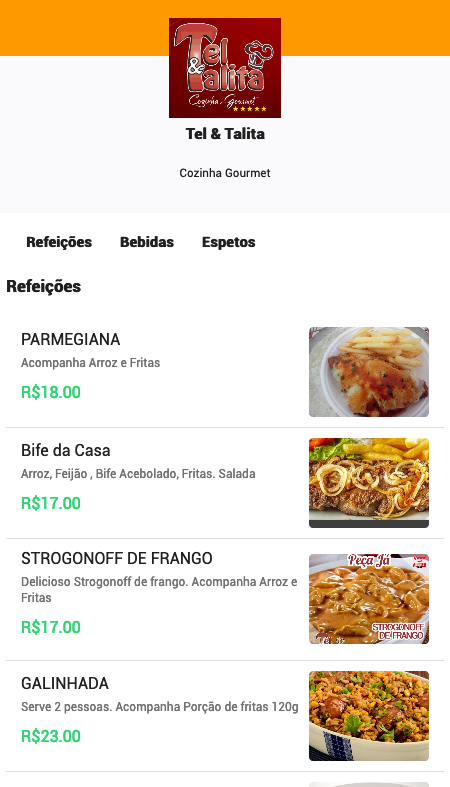 Tel
& Talita
Cozinha Gourmet
Tel & Talita
Cozinha Gourmet
Refeições Bebidas Espetos
Refeições
PARMEGIANA
Acompanha Arroz e Fritas
R$18.00
Bife da Casa
Arroz, Feijão , Bife Acebolado, Fritas. Salada
R$17.00
STROGONOFF DE FRANGO
Delicioso Strogonoff de frango. Acompanha Arroz e
Fritas
R$17.00
Peça Já
STROGONOFF
DE FRANGO
GALINHADA
Serve 2 pessoas. Acompanha Porção de fritas 120g
R$23.00